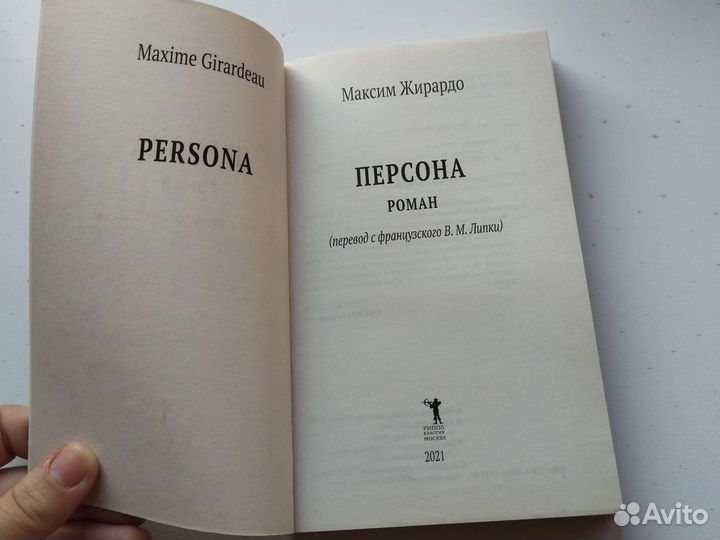 Maxime Girardeau
PERSONA
Максим Жирардо
ПЕРСОНА
РОМАН
(перевод с французского В. М. Липки)
РИПОЛ
КЛАССИК
МОСКВА
2021
Avito